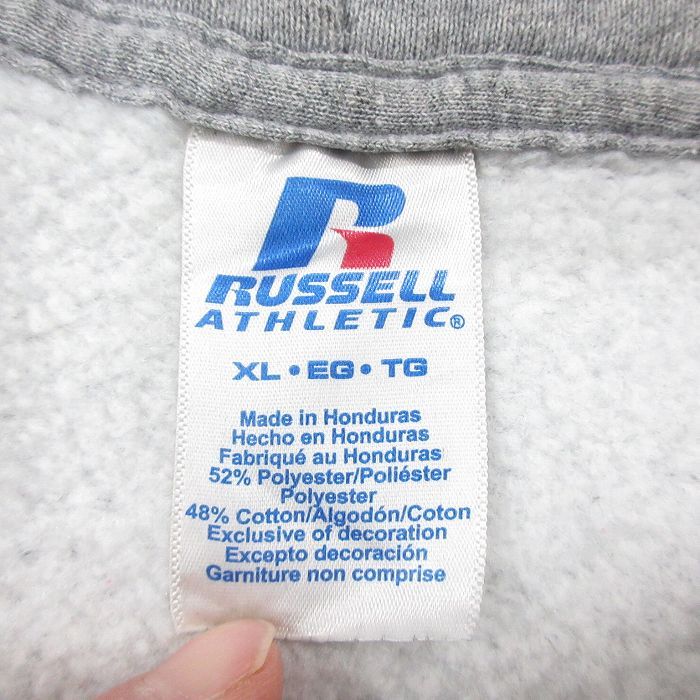 R
RUSSELL
ATHLETIC®
XL • EG • TG
Made in Honduras
Hecho en Honduras
Fabriqué au Honduras
52% Polyester/Poliéster
Polyester
48% Cotton/Algodón/Coton
Exclusive of decoration
Excepto decoración
Garniture non comprise